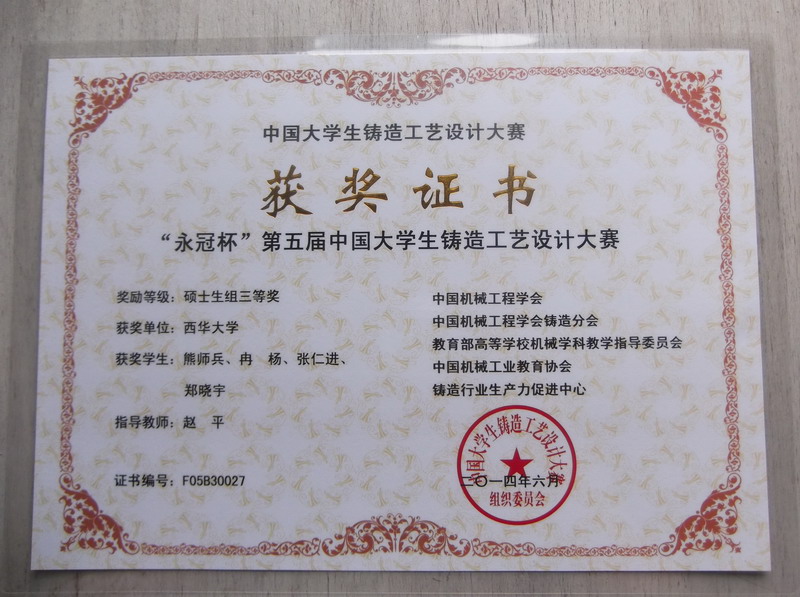 中国大学生铸造工艺设计大赛
获奖证书
“永冠杯”第五届中国大学生铸造工艺设计大赛
奖励等级：硕士生组三等奖
获奖单位：西华大学
获奖学生：熊师兵、冉　杨、张仁进、
郑晓宇
指导教师：赵　平
证书编号：F05B30027
中国机械工程学会
中国机械工程学会铸造分会
教育部高等学校机械学科教学指导委员会
中国机械工业教育协会
铸造行业生产力促进中心
中国大学生铸造工艺设计大赛
二〇一四年六月
组织委员会